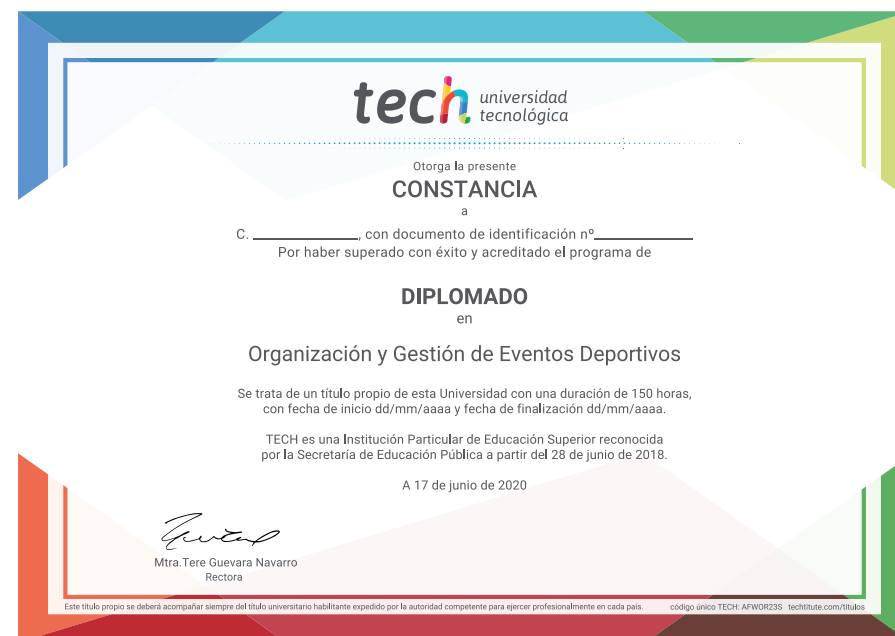 tech universidad
tecnológica
Otorga la presente
CONSTANCIA
a
C. ______________, con documento de identificación nº______________
Por haber superado con éxito y acreditado el programa de
DIPLOMADO
en
Organización y Gestión de Eventos Deportivos
Se trata de un título propio de esta Universidad con una duración de 150 horas,
con fecha de inicio dd/mm/aaaa y fecha de finalización dd/mm/aaaa.
TECH es una Institución Particular de Educación Superior reconocida
por la Secretaría de Educación Pública a partir del 28 de junio de 2018.
A 17 de junio de 2020
Mtra.Tere Guevara Navarro
Rectora
Este título propio se deberá acompañar siempre del título universitario habilitante expedido por la autoridad competente para ejercer profesionalmente en cada país. código único TECH: AFWOR23S techtitute.com/titulos